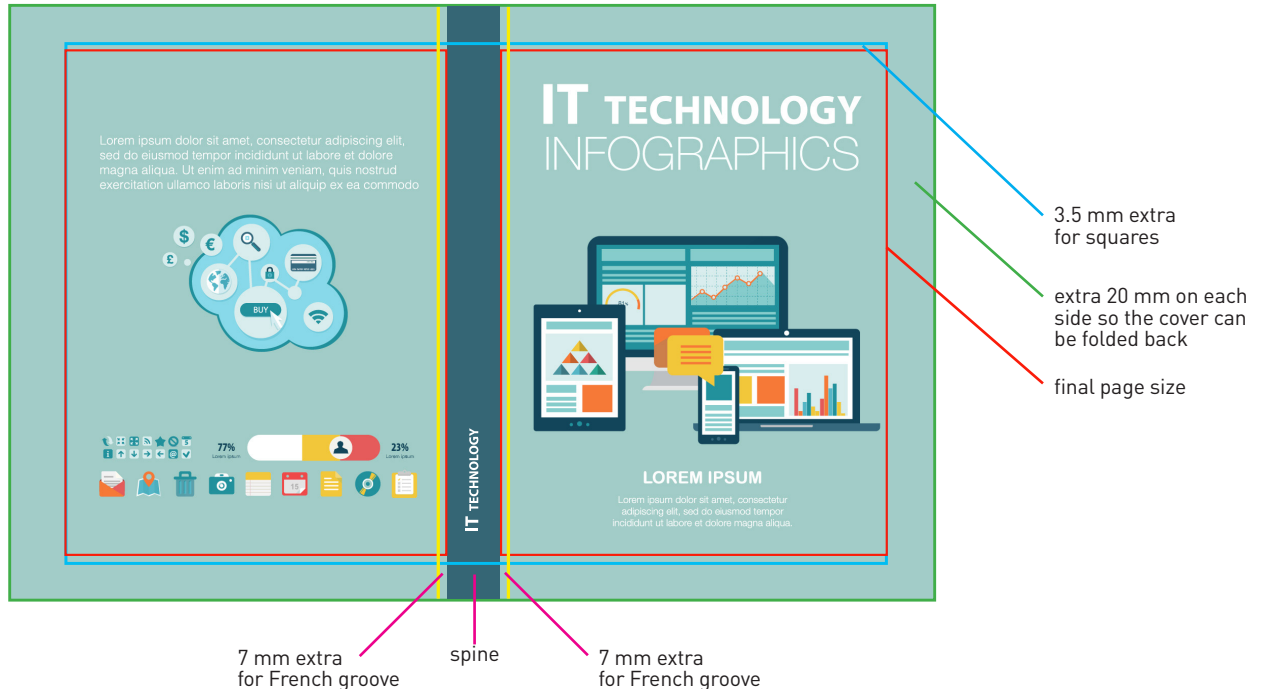 IT TECHNOLOGY
INFOGRAPHICS
Lorem ipsum dolor sit amet, consectetur adipiscing elit,
sed do eiusmod tempor incididunt ut labore et dolore
magna aliqua. Ut enim ad minim veniam, quis nostrud
exercitation ullamco laboris nisi ut aliquip ex ea commodo
$
€
£
BUY
77%
Lorem ipsum
23%
Lorem ipsum
15
IT TECHNOLOGY
LOREM IPSUM
Lorem ipsum dolor sit amet, consectetur
adipiscing elit, sed do eiusmod tempor
incididunt ut labore et dolore magna aliqua.
3.5 mm extra
for squares
extra 20 mm on each
side so the cover can
be folded back
final page size
7 mm extra
for French groove
spine
7 mm extra
for French groove